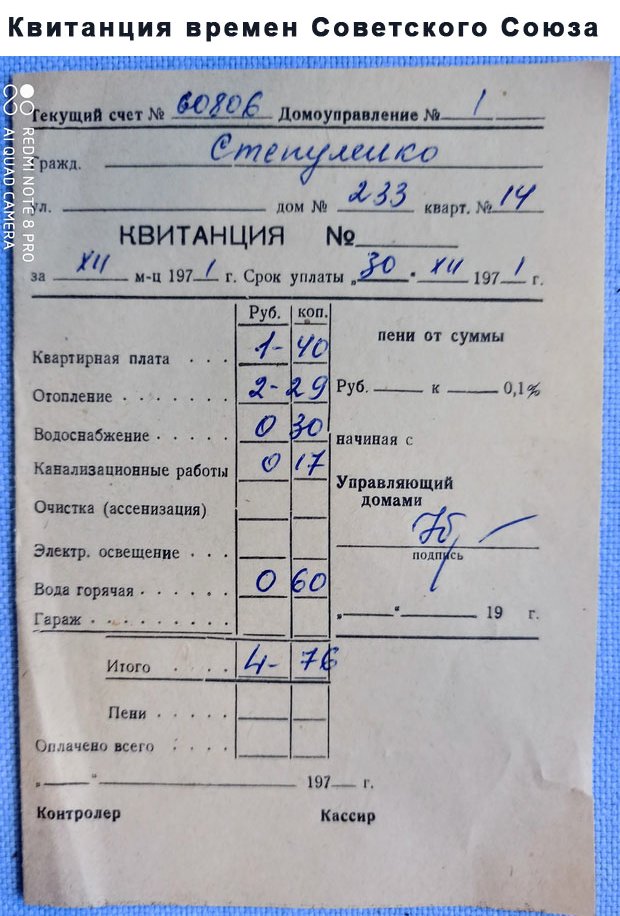 Квитанция времен Советского Союза
Текущий счет № 60806 Домоуправление № 1
Гражд. Степуленко
ул. дом № 233 кварт. № 14
КВИТАНЦИЯ №
за XII м-ц 1971 г. Срок уплаты „30" XII 1971 г.
Руб. коп.
пени от суммы
Квартирная плата . . . 1- 40
Отопление . . . . . . . 2- 29 Руб. к 0,1%
Водоснабжение . . . . . 0 30 начиная с
Канализационные работы 0 17
Управляющий домами
Очистка (ассенизация)
подпись
Электр. освещение . . .
Вода горячая . . . . . . 0 60
„ " 19 г.
Гараж . . . . . . . . .
Итого . . . . 4- 76
Пени . . . . .
Оплачено всего . . . .
„ " 197 г.
Контролер Кассир
REDMI NOTE 8 PRO
AI QUAD CAMERA